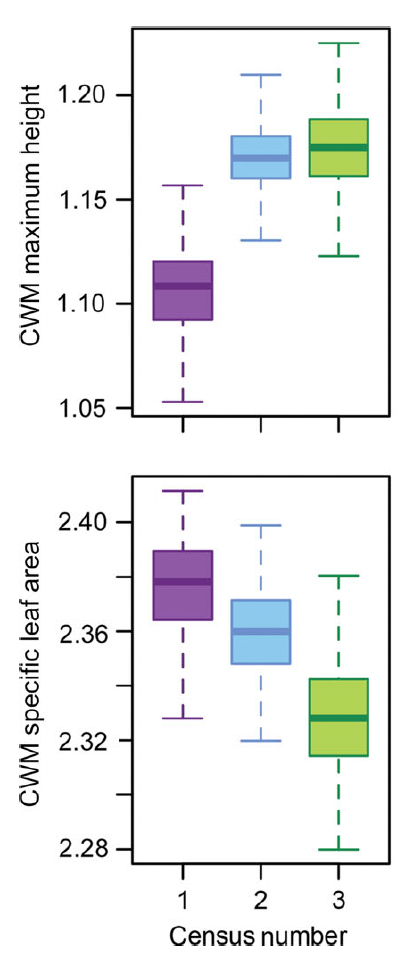 CWM maximum height
1.20
1.15
1.10
1.05
CWM specific leaf area
2.40
2.36
2.32
2.28
1 2 3
Census number